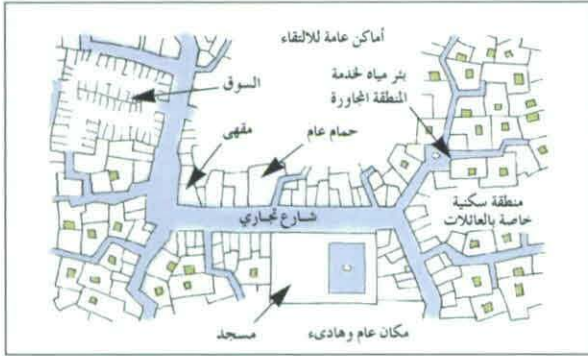 أماكن عامة للالتقاء
بئر مياه لخدمة
المنطقة المجاورة
السوق
مقهى
حمام عام
منطقة سكنية
خاصة بالعائلات
شارع تجاري
مسجد
مكان عام وهادىء